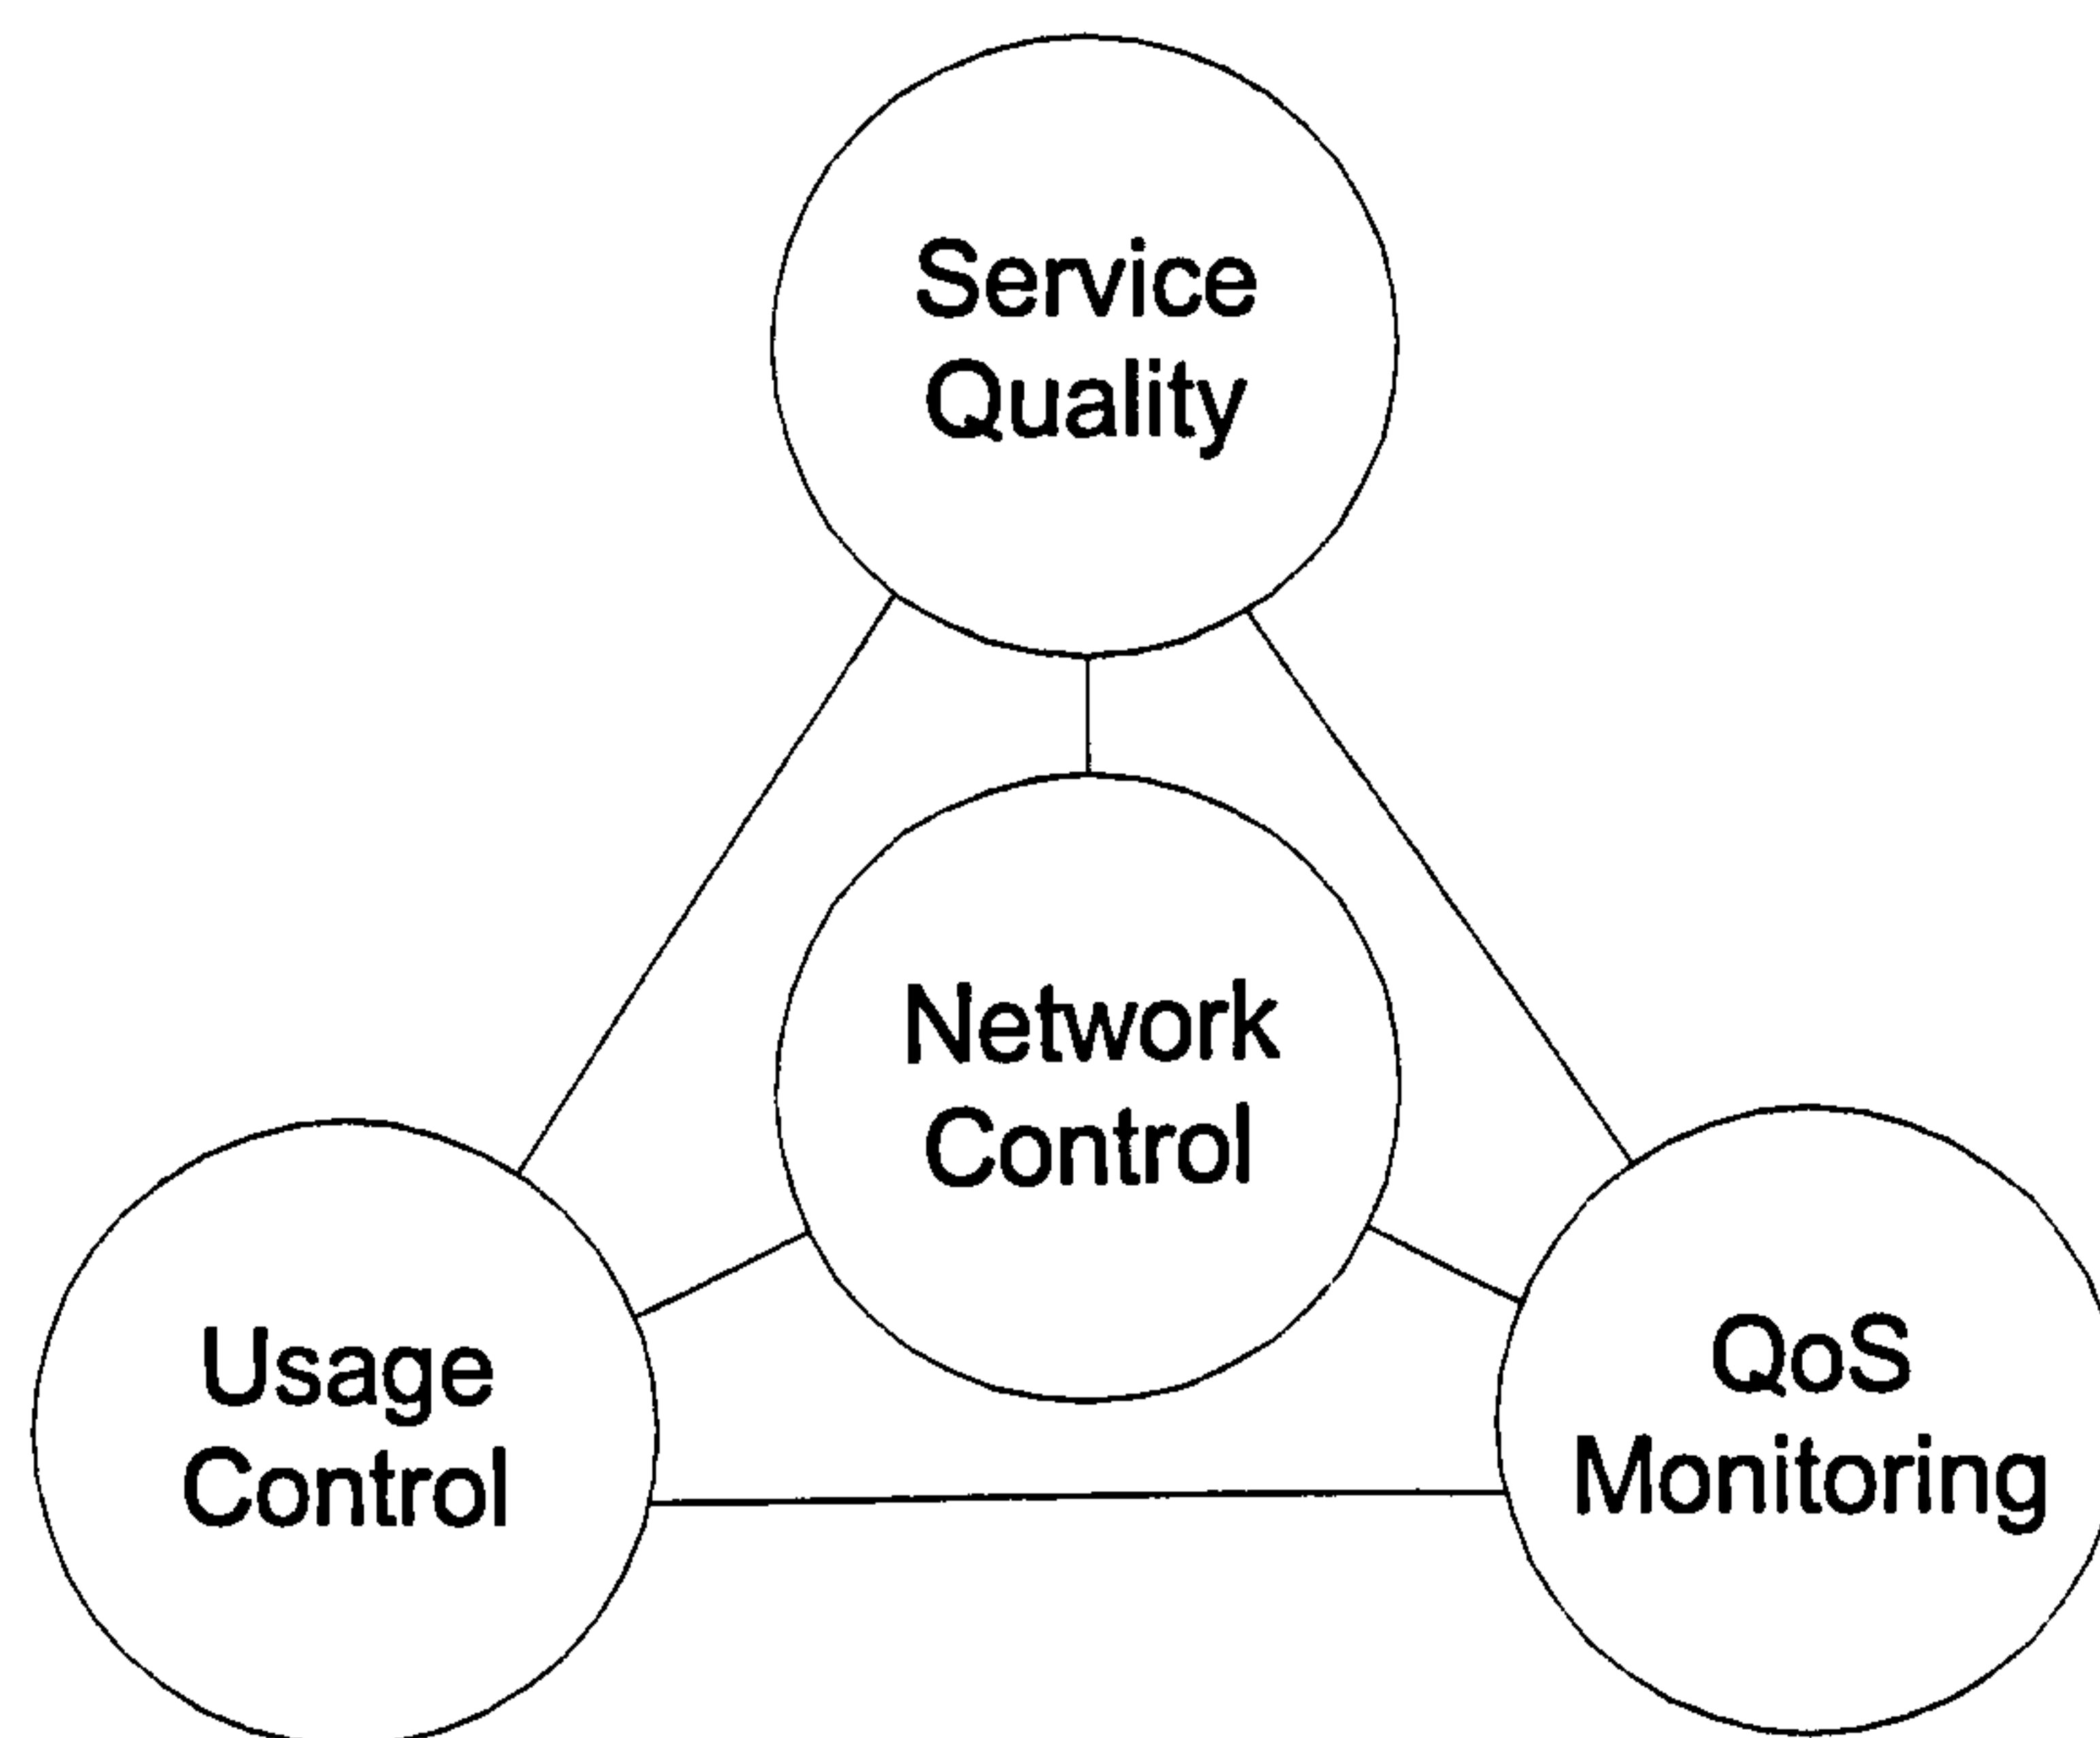 Service
Quality
Network
Control
Usage
Control
QoS
Monitoring